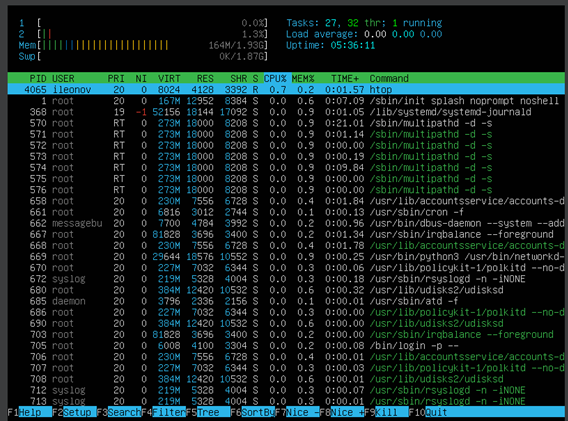 1 [ 0.0%] Tasks: 27, 32 thr; 1 running
2 [|| 1.3%] Load average: 0.00 0.00 0.00
Mem[|||||||||||||||||||||||||| 164M/1.93G] Uptime: 05:36:11
Swp[ 0K/1.87G]
PID USER PRI NI VIRT RES SHR S CPU% MEM% TIME+ Command
4065 ileonov 20 0 8024 4128 3392 R 0.7 0.2 0:01.57 htop
1 root 20 0 167M 12952 8384 S 0.0 0.6 0:07.09 /sbin/init splash noprompt noshell
368 root 19 -1 52156 18144 17092 S 0.0 0.9 0:01.05 /lib/systemd/systemd-journald
570 root RT 0 273M 18000 8208 S 0.0 0.9 0:21.01 /sbin/multipathd -d -s
571 root RT 0 273M 18000 8208 S 0.0 0.9 0:01.14 /sbin/multipathd -d -s
572 root RT 0 273M 18000 8208 S 0.0 0.9 0:00.00 /sbin/multipathd -d -s
573 root RT 0 273M 18000 8208 S 0.0 0.9 0:00.19 /sbin/multipathd -d -s
574 root RT 0 273M 18000 8208 S 0.0 0.9 0:09.84 /sbin/multipathd -d -s
575 root RT 0 273M 18000 8208 S 0.0 0.9 0:00.00 /sbin/multipathd -d -s
576 root RT 0 273M 18000 8208 S 0.0 0.9 0:00.00 /sbin/multipathd -d -s
658 root 20 0 230M 7556 6728 S 0.0 0.4 0:01.84 /usr/lib/accountsservice/accounts-d
661 root 20 0 6816 3012 2744 S 0.0 0.1 0:00.13 /usr/sbin/cron -f
662 messagebu 20 0 7700 4784 3992 S 0.0 0.2 0:00.96 /usr/bin/dbus-daemon --system --add
667 root 20 0 81828 3696 3400 S 0.0 0.2 0:01.34 /usr/sbin/irqbalance --foreground
668 root 20 0 230M 7556 6728 S 0.0 0.4 0:01.78 /usr/lib/accountsservice/accounts-d
669 root 20 0 29644 18576 10552 S 0.0 0.9 0:00.25 /usr/bin/python3 /usr/bin/networkd-
670 root 20 0 227M 7032 6344 S 0.0 0.3 0:00.06 /usr/lib/policykit-1/polkitd --no-d
672 syslog 20 0 219M 5328 4004 S 0.0 0.3 0:00.18 /usr/sbin/rsyslogd -n -iNONE
680 root 20 0 384M 12420 10532 S 0.0 0.6 0:00.32 /usr/lib/udisks2/udisksd
685 daemon 20 0 3796 2336 2156 S 0.0 0.1 0:00.01 /usr/sbin/atd -f
686 root 20 0 227M 7032 6344 S 0.0 0.3 0:00.00 /usr/lib/policykit-1/polkitd --no-d
690 root 20 0 384M 12420 10532 S 0.0 0.6 0:00.00 /usr/lib/udisks2/udisksd
703 root 20 0 81828 3696 3400 S 0.0 0.2 0:00.00 /usr/sbin/irqbalance --foreground
705 root 20 0 6008 4100 3304 S 0.0 0.2 0:00.08 /bin/login -p --
706 root 20 0 230M 7556 6728 S 0.0 0.4 0:00.01 /usr/lib/accountsservice/accounts-d
707 root 20 0 227M 7032 6344 S 0.0 0.3 0:00.01 /usr/lib/policykit-1/polkitd --no-d
708 root 20 0 384M 12420 10532 S 0.0 0.6 0:00.01 /usr/lib/udisks2/udisksd
712 syslog 20 0 219M 5328 4004 S 0.0 0.3 0:00.07 /usr/sbin/rsyslogd -n -iNONE
713 syslog 20 0 219M 5328 4004 S 0.0 0.3 0:00.01 /usr/sbin/rsyslogd -n -iNONE
F1Help F2Setup F3SearchF4FilterF5Tree F6SortByF7Nice -F8Nice +F9Kill F10Quit